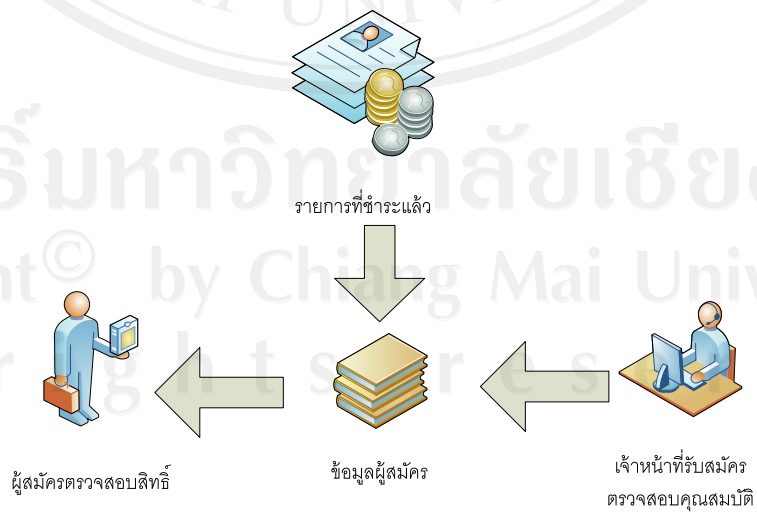 รายการที่ชำระแล้ว
ผู้สมัครตรวจสอบสิทธิ์
ข้อมูลผู้สมัคร
เจ้าหน้าที่รับสมัคร
ตรวจสอบคุณสมบัติ